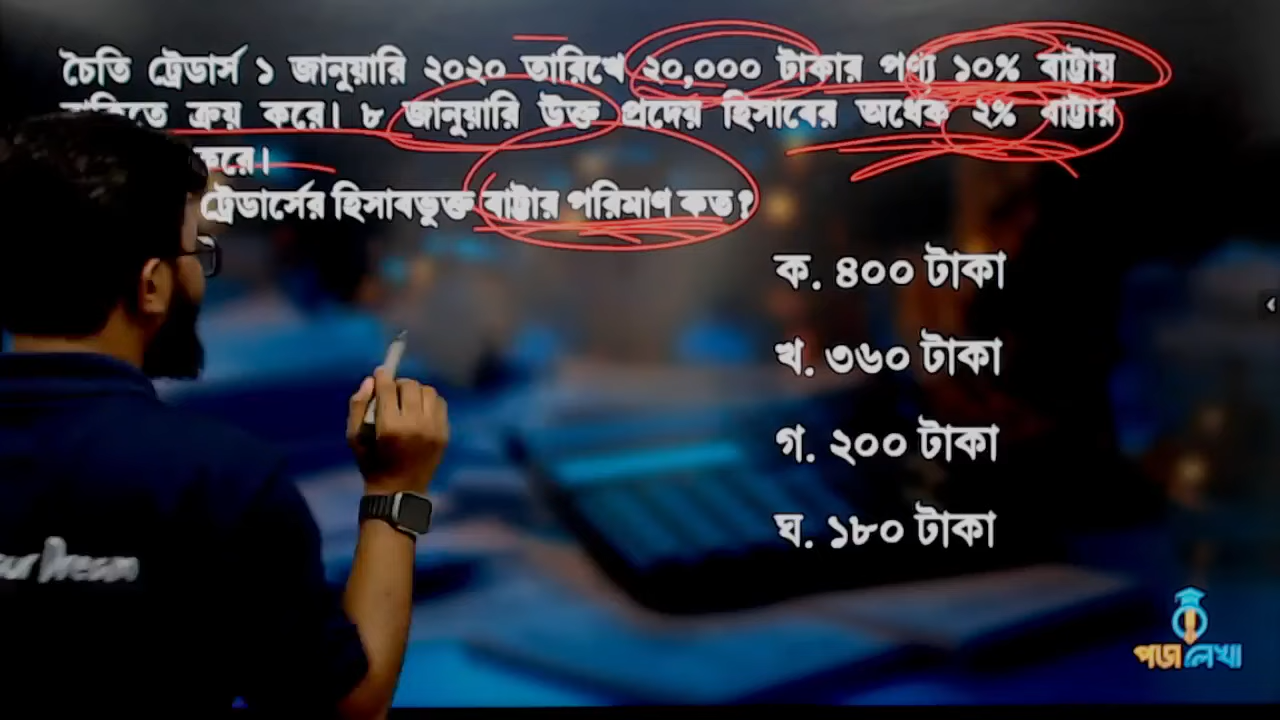 চৈতি ট্রেডার্স ১ জানুয়ারি ২০২০ তারিখে ২০,০০০ টাকার পণ্য ১০% বাট্টায়
ক্রয় করে। ৮ জানুয়ারি উক্ত প্রদেয় হিসাবের অর্ধেক ২% বাট্টার
করে।
ট্রেডার্সের হিসাবভুক্ত বাট্টার পরিমাণ কত?
ক. ৪০০ টাকা
খ. ৩৬০ টাকা
গ. ২০০ টাকা
ঘ. ১৮০ টাকা
Dream
পড়া লেখা